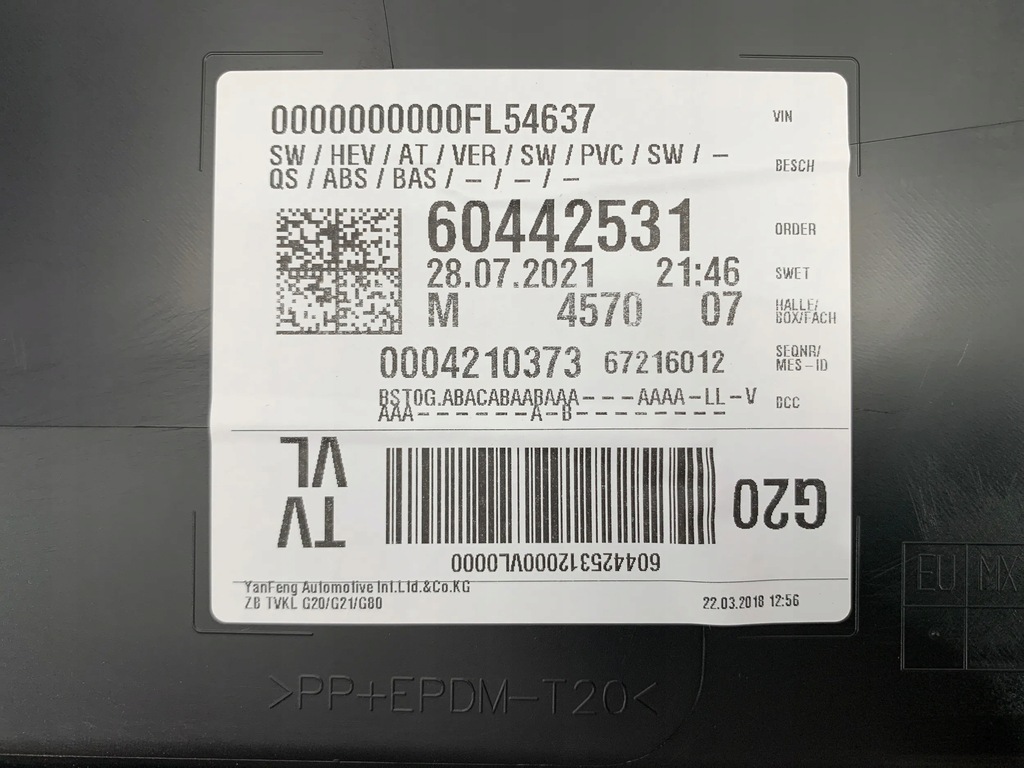 0000000000FL54637 VIN
SW / HEV / AT / VER / SW / PVC / SW / – BESCH
QS / ABS / BAS / – / – / –
60442531 ORDER
28.07.2021 21:46 SWET
M 4570 07 HALLE/
BOX/FACH
0004210373 67216012 SEQNR/
MES-ID
BST0G.ABACABAABAAA---AAAA-LL-V BCC
AAA-------A-B---------
TV
VL
G20
604425312000VL0000
YanFeng Automotive Int.Ltd.&Co.KG
ZB TVKL G20/G21/G80 22.03.2018 12:56
EU MX
>PP+EPDM-T20<